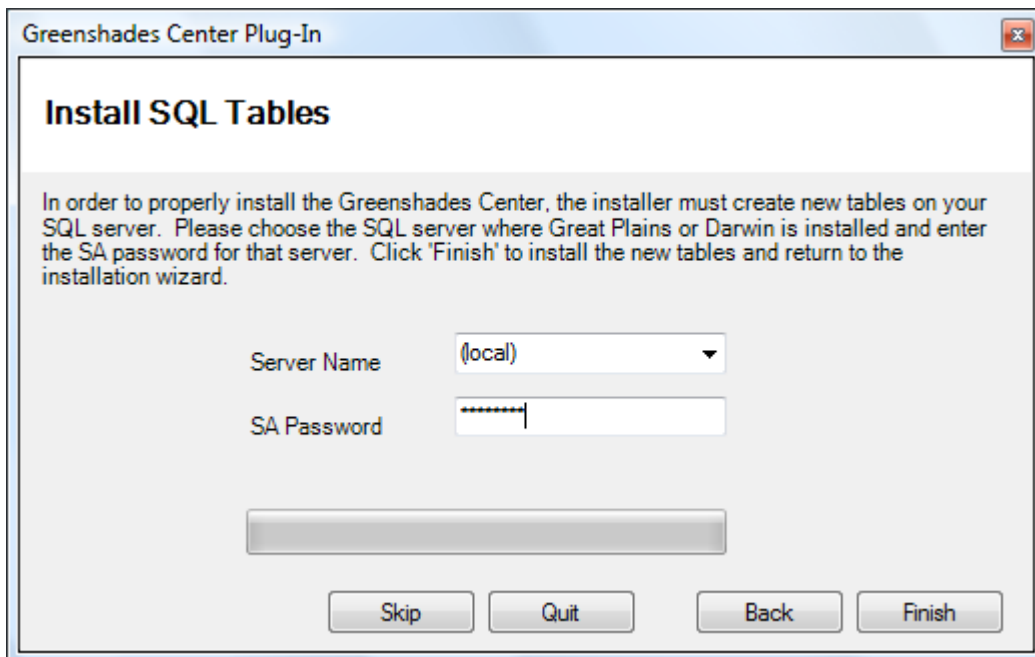 Greenshades Center Plug-In
Install SQL Tables
In order to properly install the Greenshades Center, the installer must create new tables on your
SQL server.  Please choose the SQL server where Great Plains or Darwin is installed and enter
the SA password for that server.  Click 'Finish' to install the new tables and return to the
installation wizard.
Server Name (local)
SA Password ********
Skip Quit Back Finish